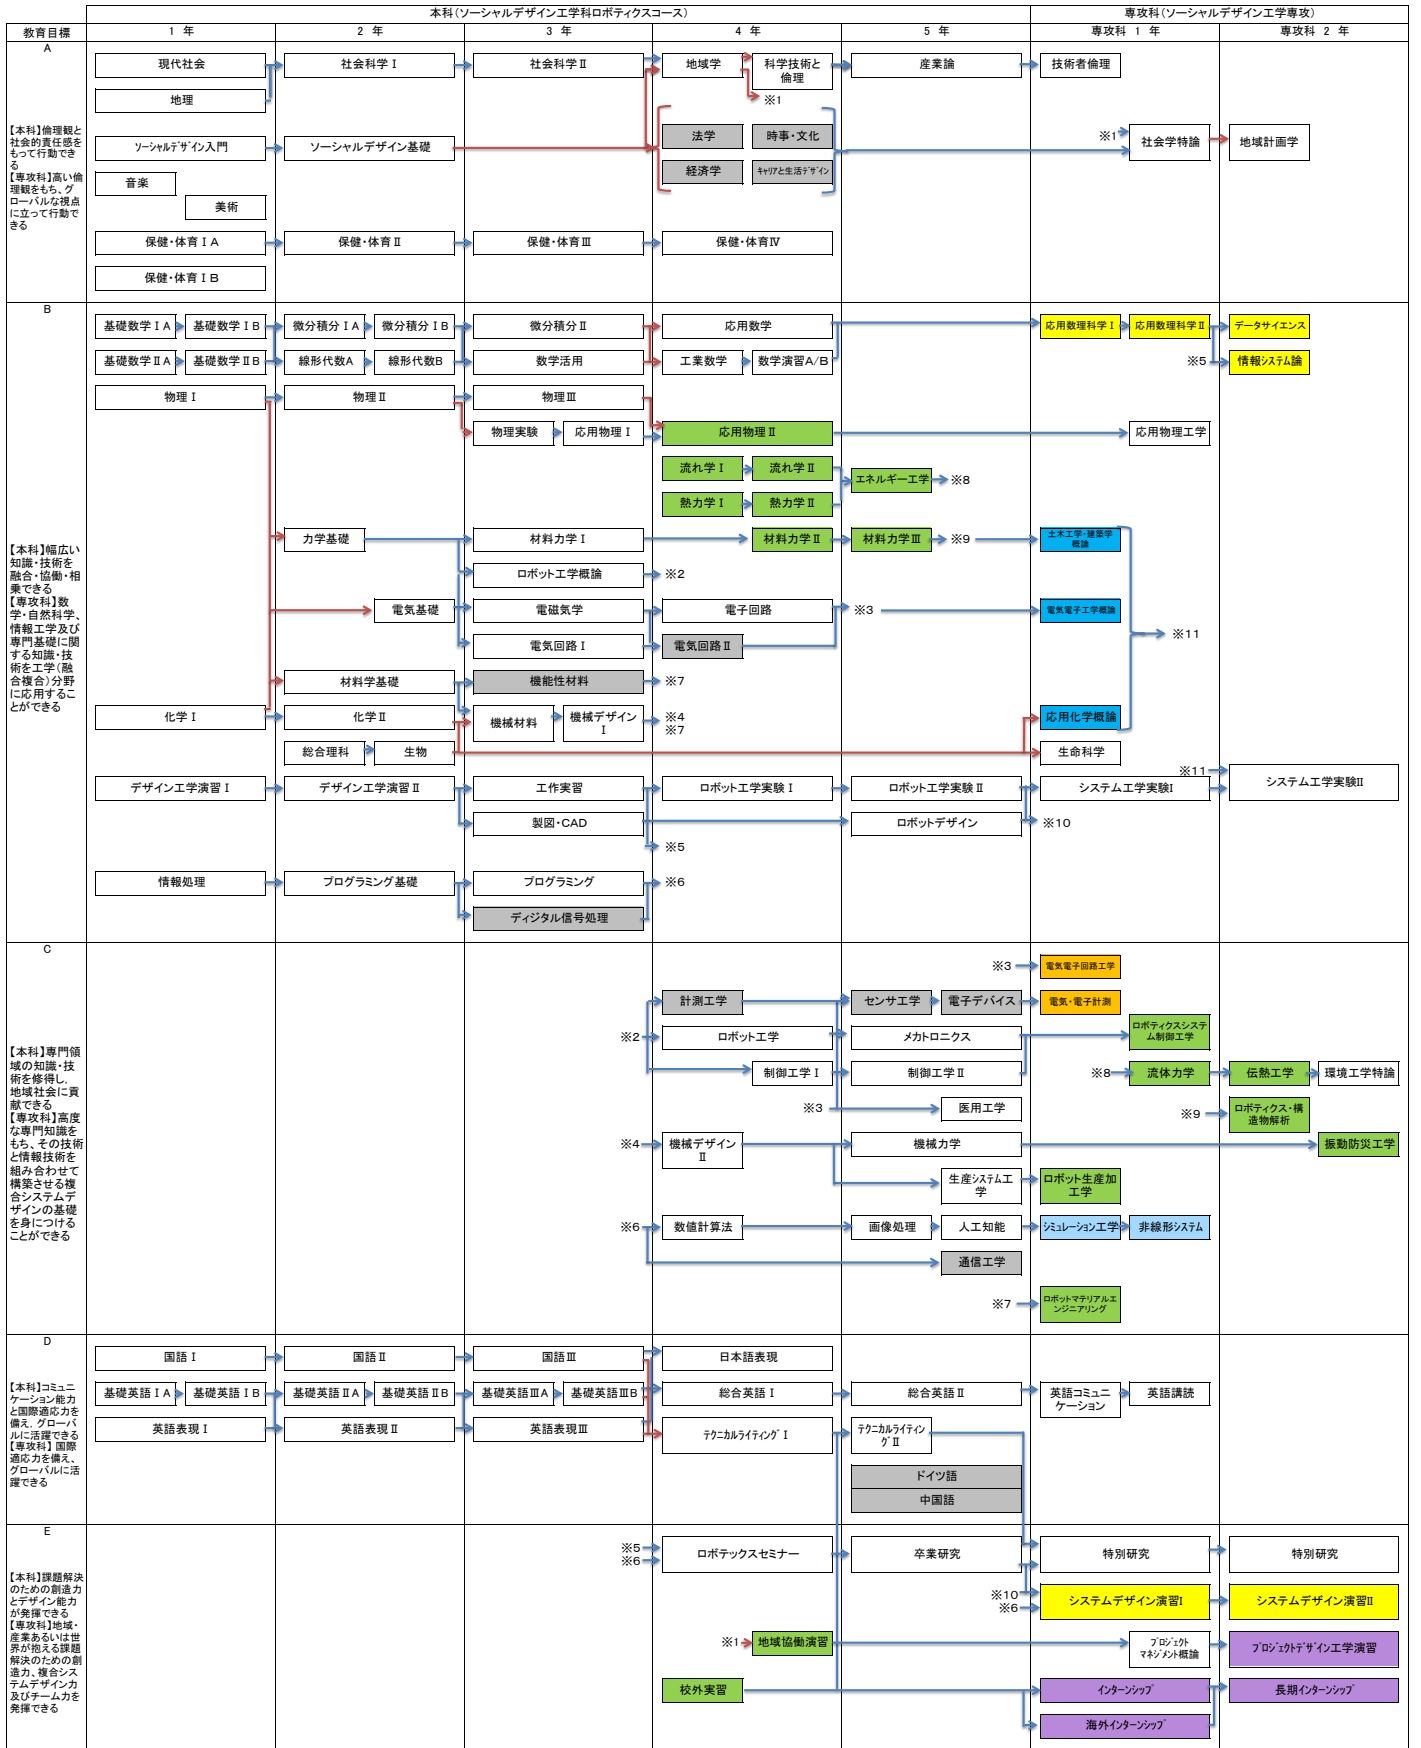 本科(ソーシャルデザイン工学科ロボティクスコース)
専攻科(ソーシャルデザイン工学専攻)
教育目標
1 年
2 年
3 年
4 年
5 年
専攻科 1 年
専攻科 2 年
A
【本科】倫理観と
社会的責任感を
もって行動でき
る
【専攻科】高い倫
理観をもち、グ
ローバルな視点
に立って行動で
きる
現代社会
社会科学Ⅰ
社会科学Ⅱ
地域学
科学技術と
倫理
産業論
技術者倫理
地理
※1
ソーシャルデザイン入門
ソーシャルデザイン基礎
法学
時事・文化
経済学
キャリアと生活デザイン
※1
社会学特論
地域計画学
音楽
美術
保健・体育ⅠA
保健・体育Ⅱ
保健・体育Ⅲ
保健・体育Ⅳ
保健・体育ⅠB
B
【本科】幅広い
知識・技術を
融合・協働・相
乗できる
【専攻科】数
学・自然科学、
情報工学及び
専門基礎に関
する知識・技
術を工学(融
合複合)分野
に応用するこ
とができる
基礎数学ⅠA
基礎数学ⅠB
微分積分ⅠA
微分積分ⅠB
微分積分Ⅱ
応用数学
応用数理科学Ⅰ
応用数理科学Ⅱ
データサイエンス
基礎数学ⅡA
基礎数学ⅡB
線形代数A
線形代数B
数学活用
工業数学
数学演習A/B
※5
情報システム論
物理Ⅰ
物理Ⅱ
物理Ⅲ
物理実験
応用物理Ⅰ
応用物理Ⅱ
応用物理工学
流れ学Ⅰ
流れ学Ⅱ
エネルギー工学
※8
熱力学Ⅰ
熱力学Ⅱ
力学基礎
材料力学Ⅰ
材料力学Ⅱ
材料力学Ⅲ
※9
土木工学・建築学
概論
ロボット工学概論
※2
電気基礎
電磁気学
電子回路
※3
電気電子工学概論
電気回路Ⅰ
電気回路Ⅱ
※11
材料学基礎
機能性材料
※7
化学Ⅰ
化学Ⅱ
機械材料
機械デザイン
Ⅰ
※4
※7
応用化学概論
総合理科
生物
生命科学
※11
デザイン工学演習Ⅰ
デザイン工学演習Ⅱ
工作実習
ロボット工学実験Ⅰ
ロボット工学実験Ⅱ
システム工学実験Ⅰ
システム工学実験Ⅱ
製図・CAD
ロボットデザイン
※10
※5
情報処理
プログラミング基礎
プログラミング
※6
ディジタル信号処理
C
【本科】専門領
域の知識・技
術を修得し、
地域社会に貢
献できる
【専攻科】高度
な専門知識を
もち、その技術
と情報技術を
組み合わせて
構築させる複
合システムデ
ザインの基礎
を身につける
ことができる
※3
電気電子回路工学
計測工学
センサ工学
電子デバイス
電気・電子計測
※2
ロボット工学
メカトロニクス
ロボティクスシステ
ム制御工学
制御工学Ⅰ
制御工学Ⅱ
※8
流体力学
伝熱工学
環境工学特論
※3
医用工学
※9
ロボティクス・構
造物解析
※4
機械デザイン
Ⅱ
機械力学
振動防災工学
生産システム工
学
ロボット生産加
工学
※6
数値計算法
画像処理
人工知能
シミュレーション工学
非線形システム
通信工学
※7
ロボットマテリアルエ
ンジニアリング
D
【本科】コミュニ
ケーション能力
と国際適応力を
備え、グローバ
ルに活躍できる
【専攻科】国際
適応力を備え、
グローバルに活
躍できる
国語Ⅰ
国語Ⅱ
国語Ⅲ
日本語表現
基礎英語ⅠA
基礎英語ⅠB
基礎英語ⅡA
基礎英語ⅡB
基礎英語ⅢA
基礎英語ⅢB
総合英語Ⅰ
総合英語Ⅱ
英語コミュニ
ケーション
英語講読
英語表現Ⅰ
英語表現Ⅱ
英語表現Ⅲ
テクニカルライティングⅠ
テクニカルライティン
グⅡ
ドイツ語
中国語
E
【本科】課題解決
のための創造力
とデザイン能力
が発揮できる
【専攻科】地域・
産業あるいは世
界が抱える課題
解決のための創
造力、複合シス
テムデザイン力
及びチーム力を
発揮できる
※5
※6
ロボテックスセミナー
卒業研究
特別研究
特別研究
※10
※6
システムデザイン演習Ⅰ
システムデザイン演習Ⅱ
※1
地域協働演習
プロジェクト
マネジメント概論
プロジェクトデザイン工学演習
校外実習
インターンシップ
長期インターンシップ
海外インターンシップ